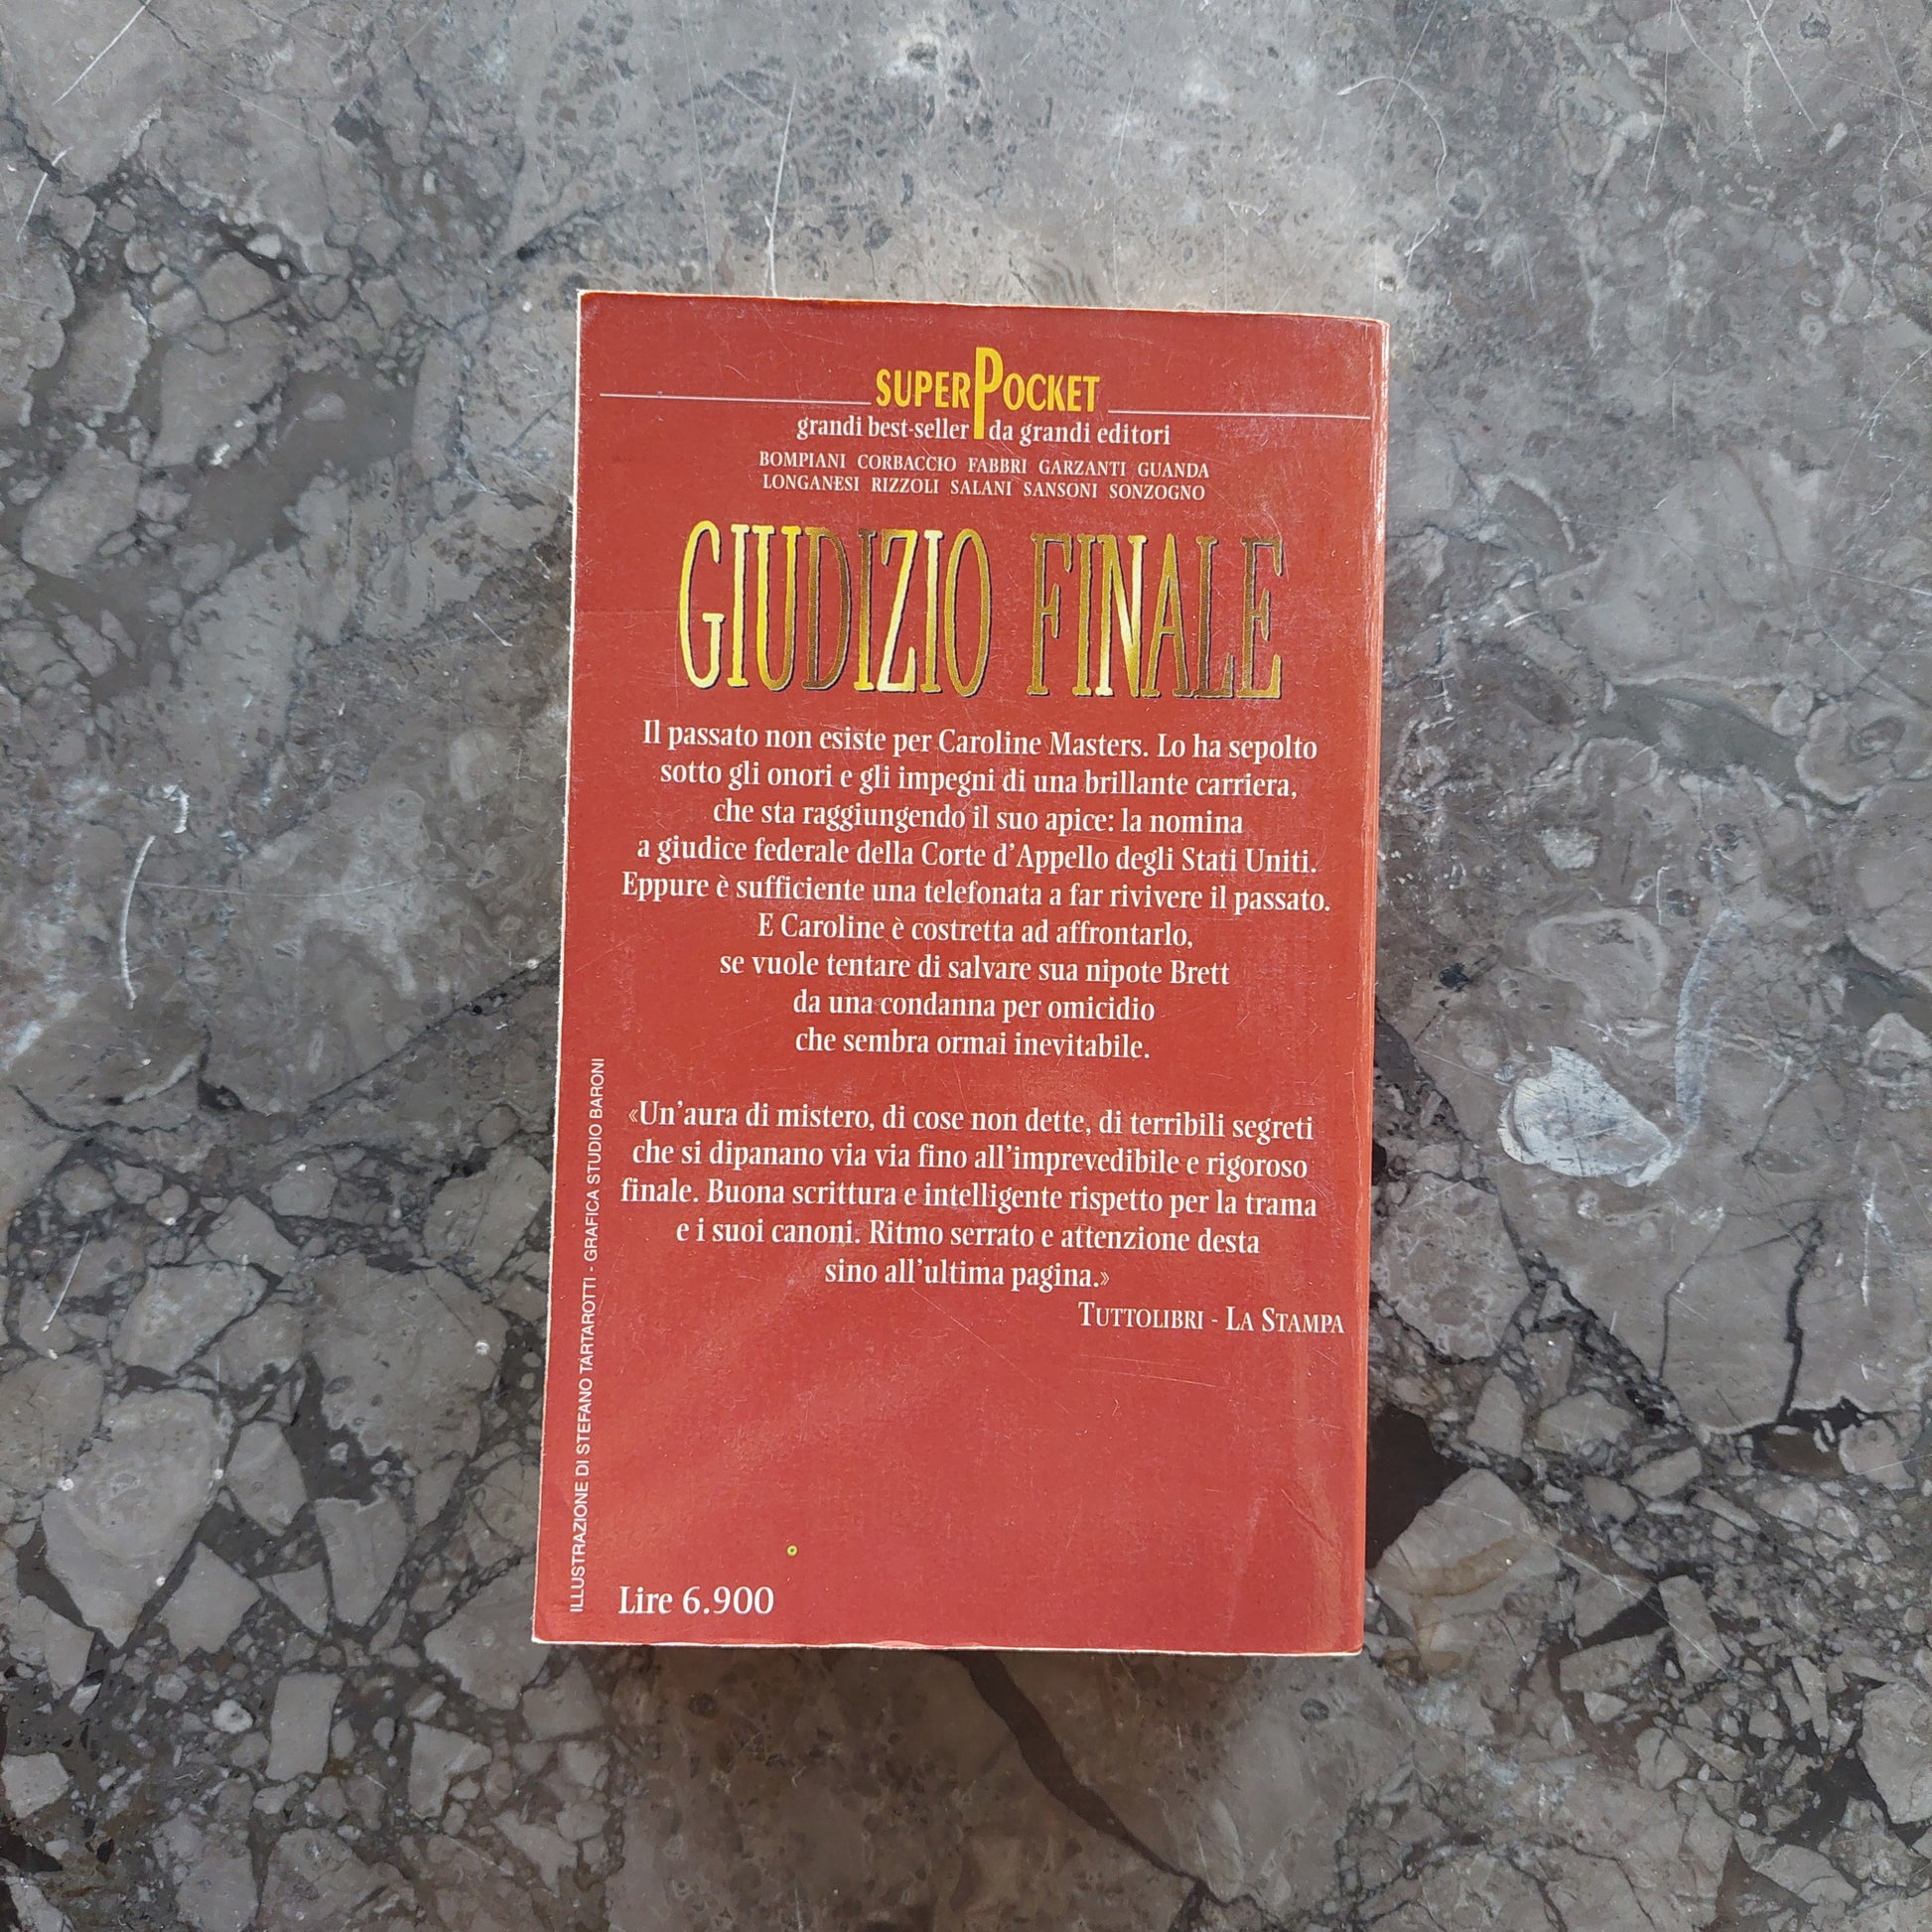 SUPERPOCKET
grandi best-seller da grandi editori
BOMPIANI CORBACCIO FABBRI GARZANTI GUANDA
LONGANESI RIZZOLI SALANI SANSONI SONZOGNO
GIUDIZIO FINALE
Il passato non esiste per Caroline Masters. Lo ha sepolto
sotto gli onori e gli impegni di una brillante carriera,
che sta raggiungendo il suo apice: la nomina
a giudice federale della Corte d'Appello degli Stati Uniti.
Eppure è sufficiente una telefonata a far rivivere il passato.
E Caroline è costretta ad affrontarlo,
se vuole tentare di salvare sua nipote Brett
da una condanna per omicidio
che sembra ormai inevitabile.
«Un'aura di mistero, di cose non dette, di terribili segreti
che si dipanano via via fino all'imprevedibile e rigoroso
finale. Buona scrittura e intelligente rispetto per la trama
e i suoi canoni. Ritmo serrato e attenzione desta
sino all'ultima pagina.»
TUTTOLIBRI - LA STAMPA
ILLUSTRAZIONE DI STEFANO TARTAROTTI - GRAFICA STUDIO BARONI
Lire 6.900